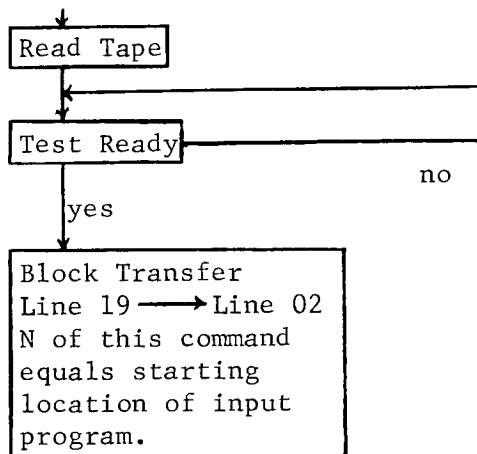 Read Tape
Test Ready
no
yes
Block Transfer
Line 19 → Line 02
N of this command
equals starting
location of input
program.